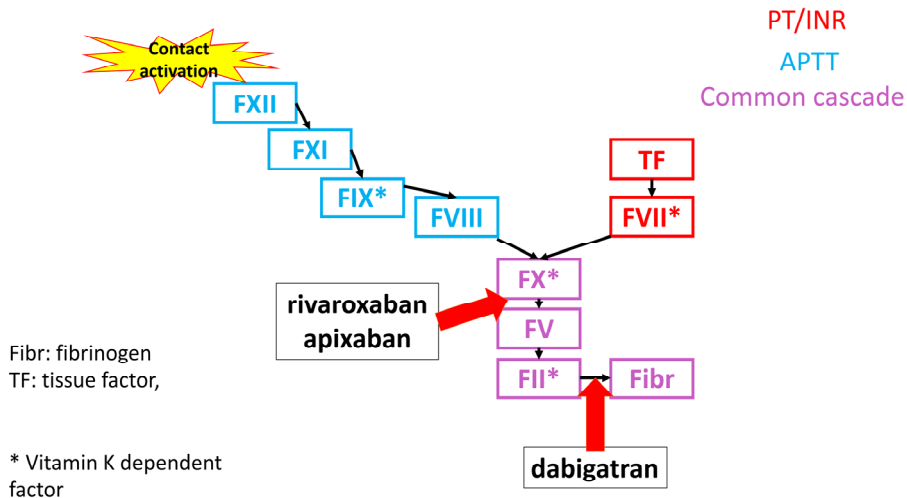 PT/INR
APTT
Common cascade
Contact
activation
FXII
FXI
FIX*
FVIII
TF
FVII*
FX*
FV
FII*
Fibr
rivaroxaban
apixaban
dabigatran
Fibr: fibrinogen
TF: tissue factor,
* Vitamin K dependent
factor